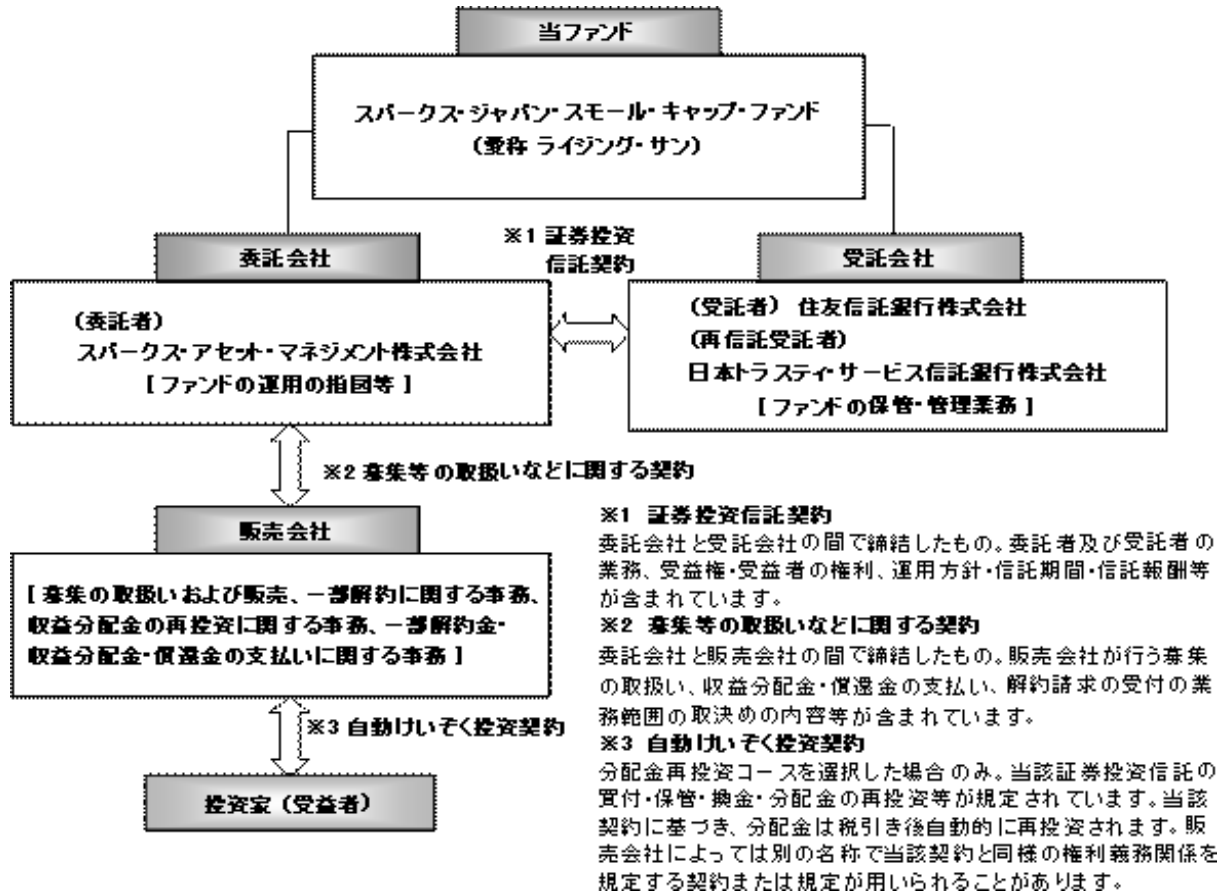 当ファンド
スパークス・ジャパン・スモール・キャップ・ファンド
(愛称 ライジング・サン)
※1 証券投資
信託契約
委託会社
(委託者)
スパークス・アセット・マネジメント株式会社
[ ファンドの運用の指図等 ]
受託会社
(受託者) 住友信託銀行株式会社
(再信託受託者)
日本トラスティ・サービス信託銀行株式会社
[ ファンドの保管・管理業務 ]
※2 募集等の取扱いなどに関する契約
販売会社
[ 募集の取扱いおよび販売、一部解約に関する事務、
収益分配金の再投資に関する事務、一部解約金・
収益分配金・償還金の支払いに関する事務 ]
※3 自動けいぞく投資契約
投資家 (受益者)
※1 証券投資信託契約
委託会社と受託会社の間で締結したもの。委託者及び受託者の
業務、受益権・受益者の権利、運用方針・信託期間・信託報酬等
が含まれています。
※2 募集等の取扱いなどに関する契約
委託会社と販売会社の間で締結したもの。販売会社が行う募集
の取扱い、収益分配金・償還金の支払い、解約請求の受付の業
務範囲の取決めの内容等が含まれています。
※3 自動けいぞく投資契約
分配金再投資コースを選択した場合のみ。当該証券投資信託の
買付・保管・換金・分配金の再投資等が規定されています。当該
契約に基づき、分配金は税引き後自動的に再投資されます。販
売会社によっては別の名称で当該契約と同様の権利義務関係を
規定する契約または規定が用いられることがあります。